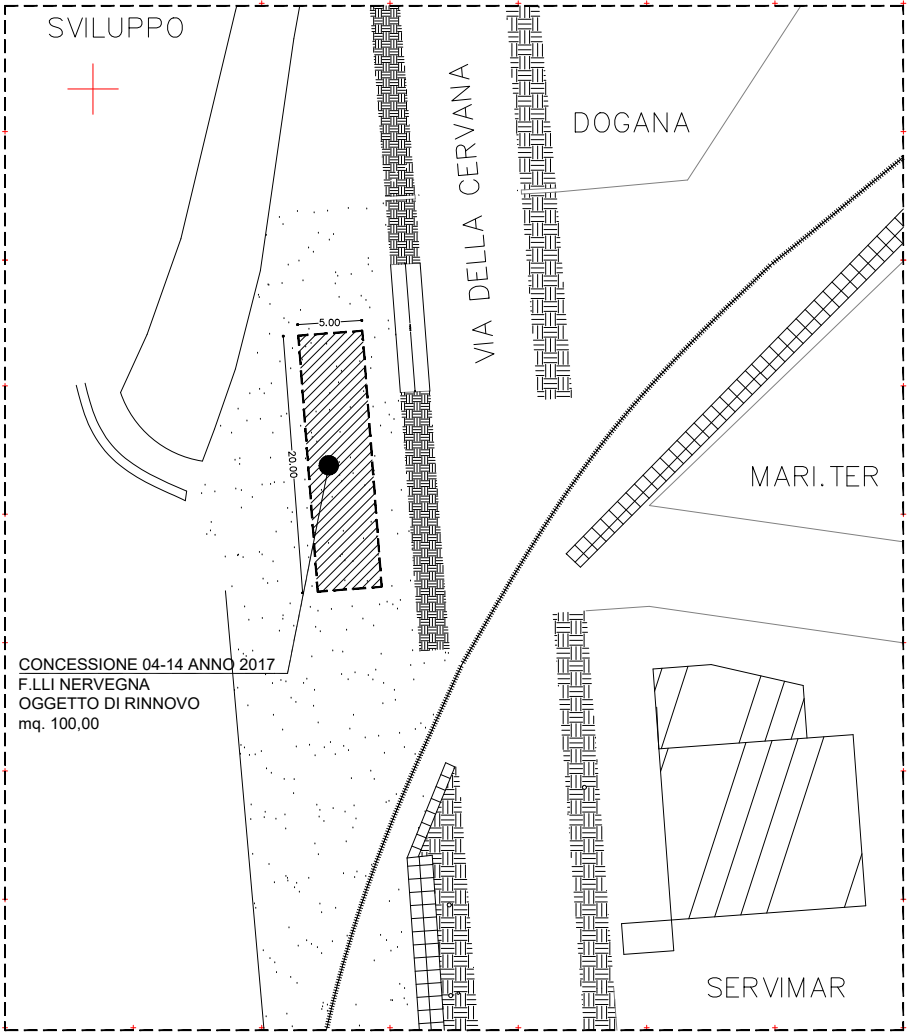 SVILUPPO
DOGANA
VIA DELLA CERVANA
5.00
20.00
MARI.TER
CONCESSIONE 04-14 ANNO 2017
F.LLI NERVEGNA
OGGETTO DI RINNOVO
mq. 100,00
SERVIMAR